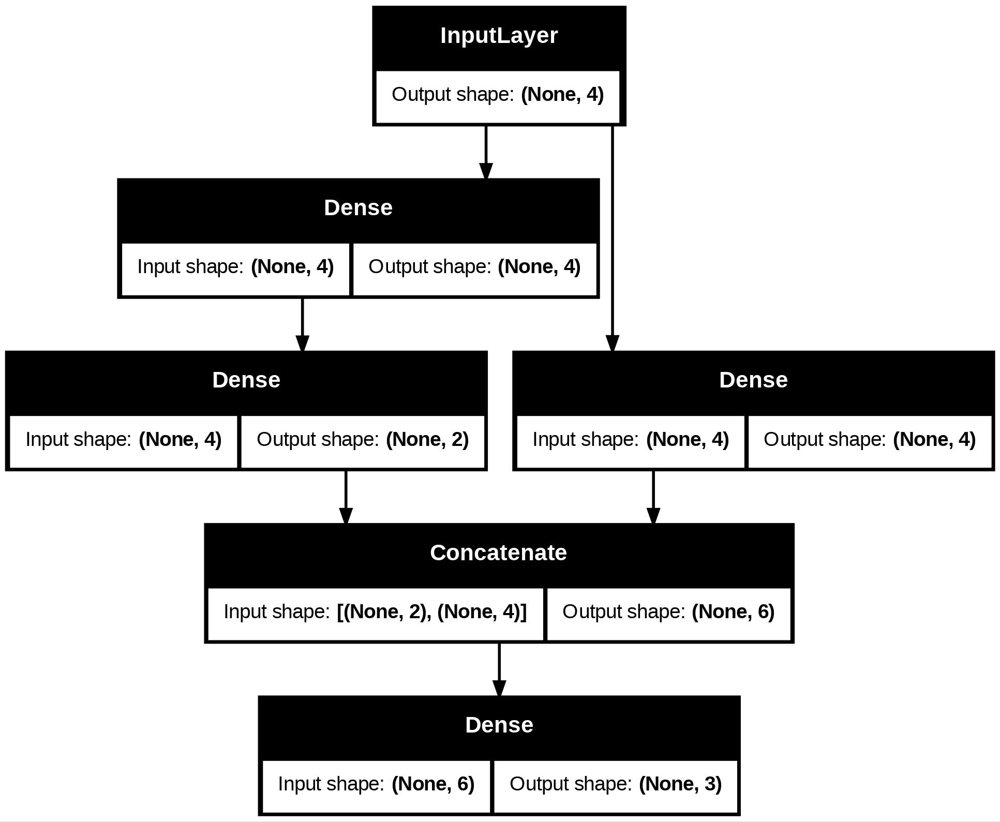 InputLayer
Output shape: (None, 4)
Dense
Input shape: (None, 4) Output shape: (None, 4)
Dense
Input shape: (None, 4) Output shape: (None, 2)
Dense
Input shape: (None, 4) Output shape: (None, 4)
Concatenate
Input shape: [(None, 2), (None, 4)] Output shape: (None, 6)
Dense
Input shape: (None, 6) Output shape: (None, 3)